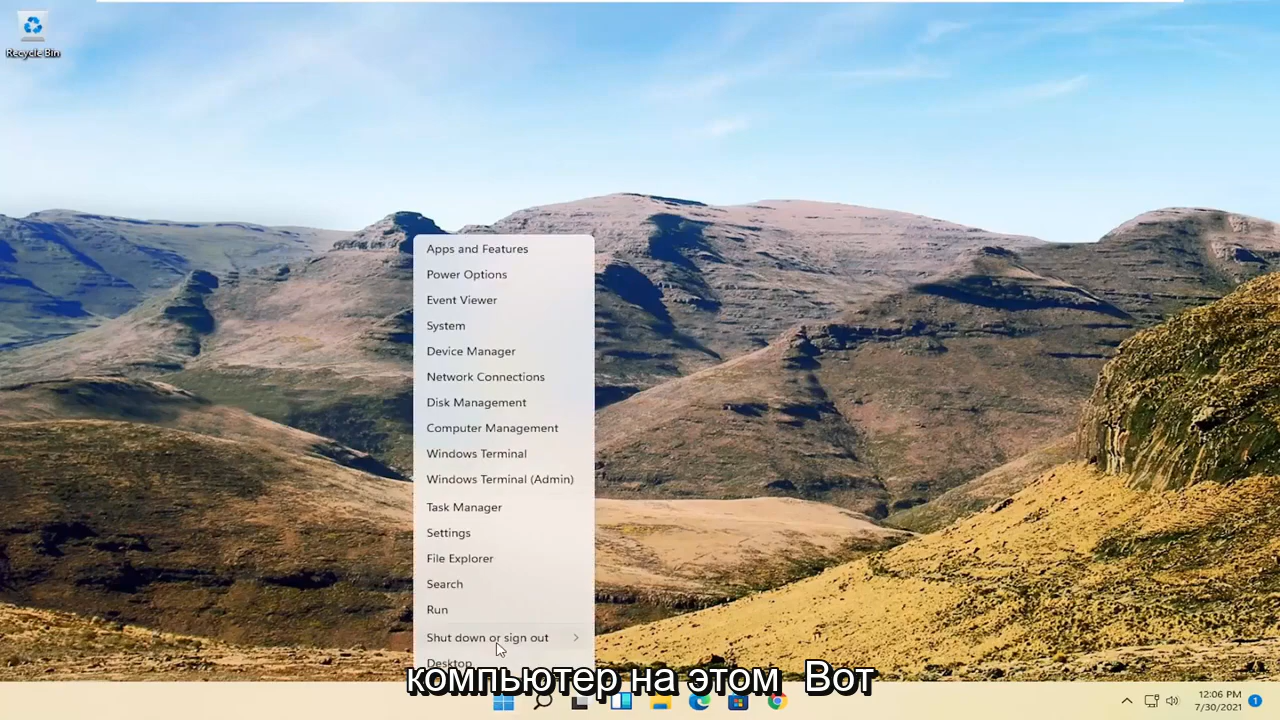 Recycle Bin
Apps and Features
Power Options
Event Viewer
System
Device Manager
Network Connections
Disk Management
Computer Management
Windows Terminal
Windows Terminal (Admin)
Task Manager
Settings
File Explorer
Search
Run
Shut down or sign out
Desktop
компьютер на этом Вот
12:06 PM
7/30/2021
1